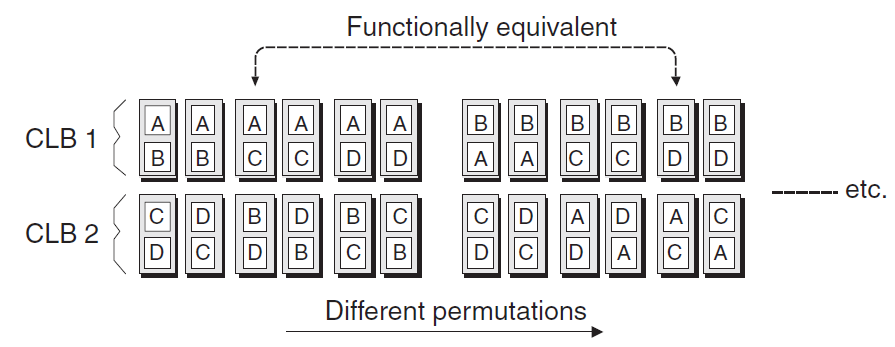 Functionally equivalent
CLB 1
A A A A A A B B B B B B
B B C C D D A A C C D D
etc.
CLB 2
C D B D B C C D A D A C
D C D B C B D C D A C A
Different permutations